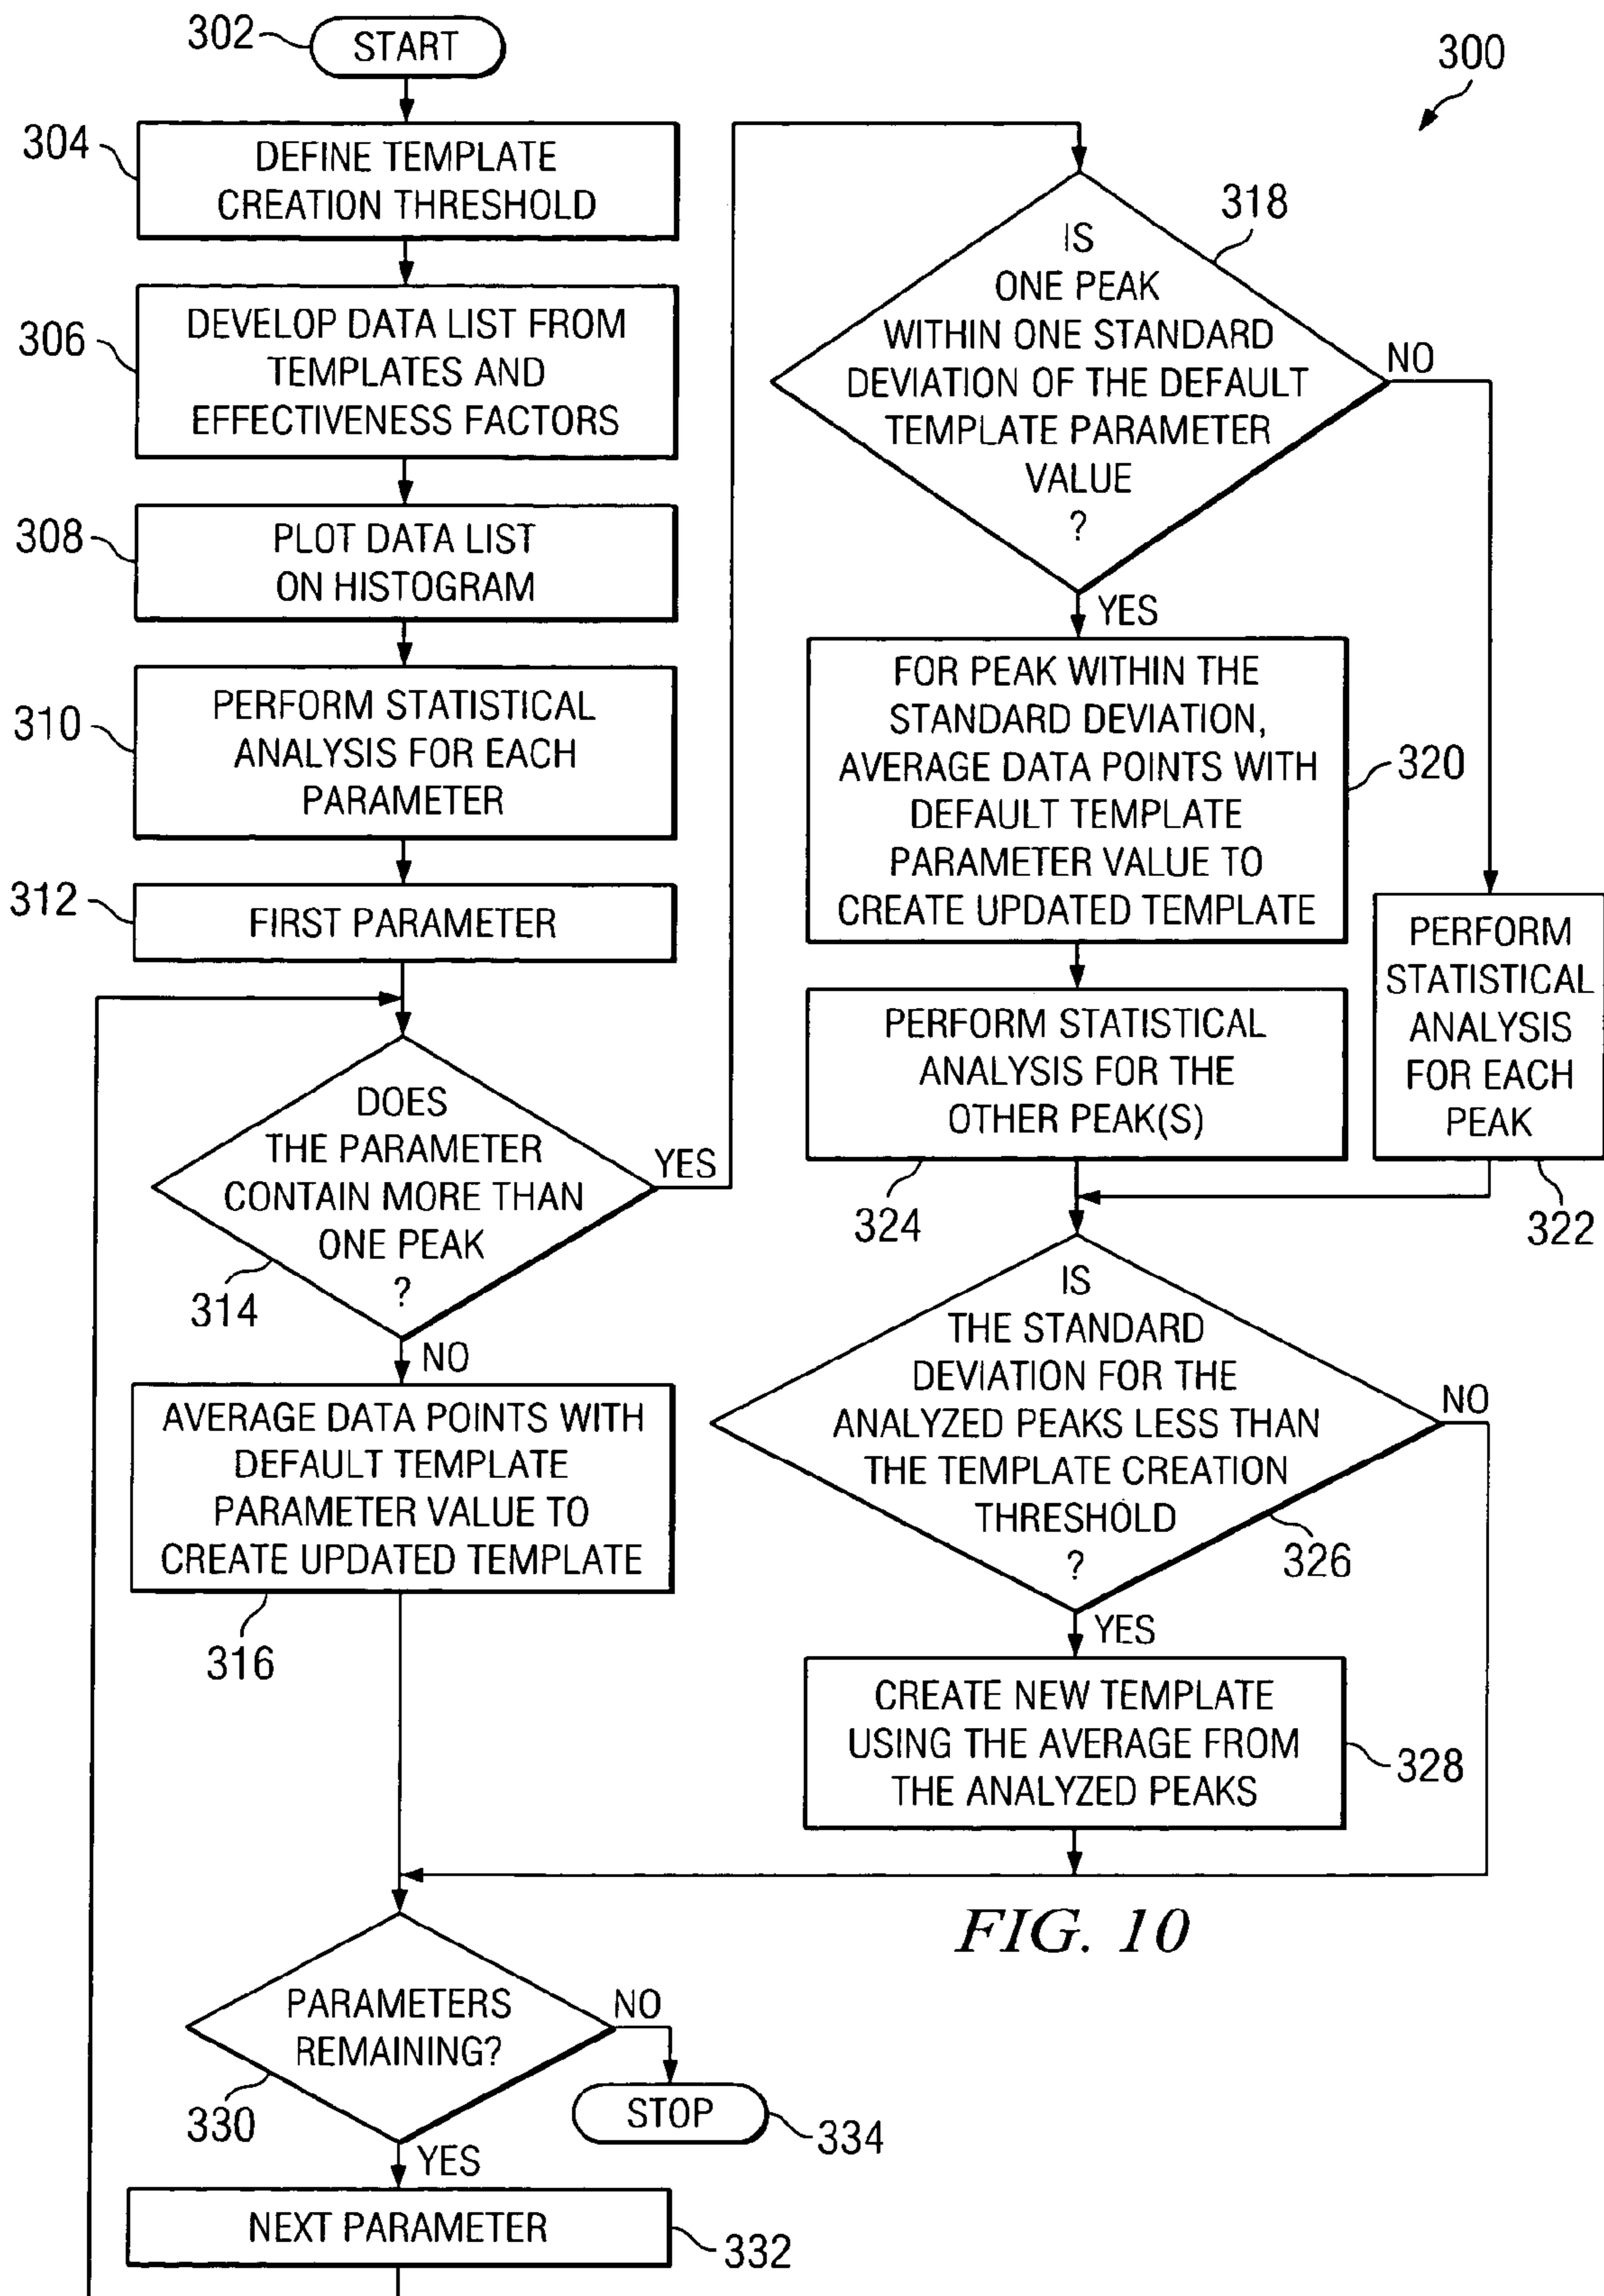 302
START
300
304
DEFINE TEMPLATE
CREATION THRESHOLD
306
DEVELOP DATA LIST FROM
TEMPLATES AND
EFFECTIVENESS FACTORS
308
PLOT DATA LIST
ON HISTOGRAM
310
PERFORM STATISTICAL
ANALYSIS FOR EACH
PARAMETER
312
FIRST PARAMETER
DOES
THE PARAMETER
CONTAIN MORE THAN
ONE PEAK
?
YES
314
NO
AVERAGE DATA POINTS WITH
DEFAULT TEMPLATE
PARAMETER VALUE TO
CREATE UPDATED TEMPLATE
316
318
IS
ONE PEAK
WITHIN ONE STANDARD
DEVIATION OF THE DEFAULT
TEMPLATE PARAMETER
VALUE
?
NO
YES
FOR PEAK WITHIN THE
STANDARD DEVIATION,
AVERAGE DATA POINTS WITH
DEFAULT TEMPLATE
PARAMETER VALUE TO
CREATE UPDATED TEMPLATE
320
PERFORM
STATISTICAL
ANALYSIS
FOR EACH
PEAK
322
PERFORM STATISTICAL
ANALYSIS FOR THE
OTHER PEAK(S)
324
IS
THE STANDARD
DEVIATION FOR THE
ANALYZED PEAKS LESS THAN
THE TEMPLATE CREATION
THRESHOLD
?
NO
326
YES
CREATE NEW TEMPLATE
USING THE AVERAGE FROM
THE ANALYZED PEAKS
328
FIG. 10
PARAMETERS
REMAINING?
NO
330
STOP
334
YES
NEXT PARAMETER
332